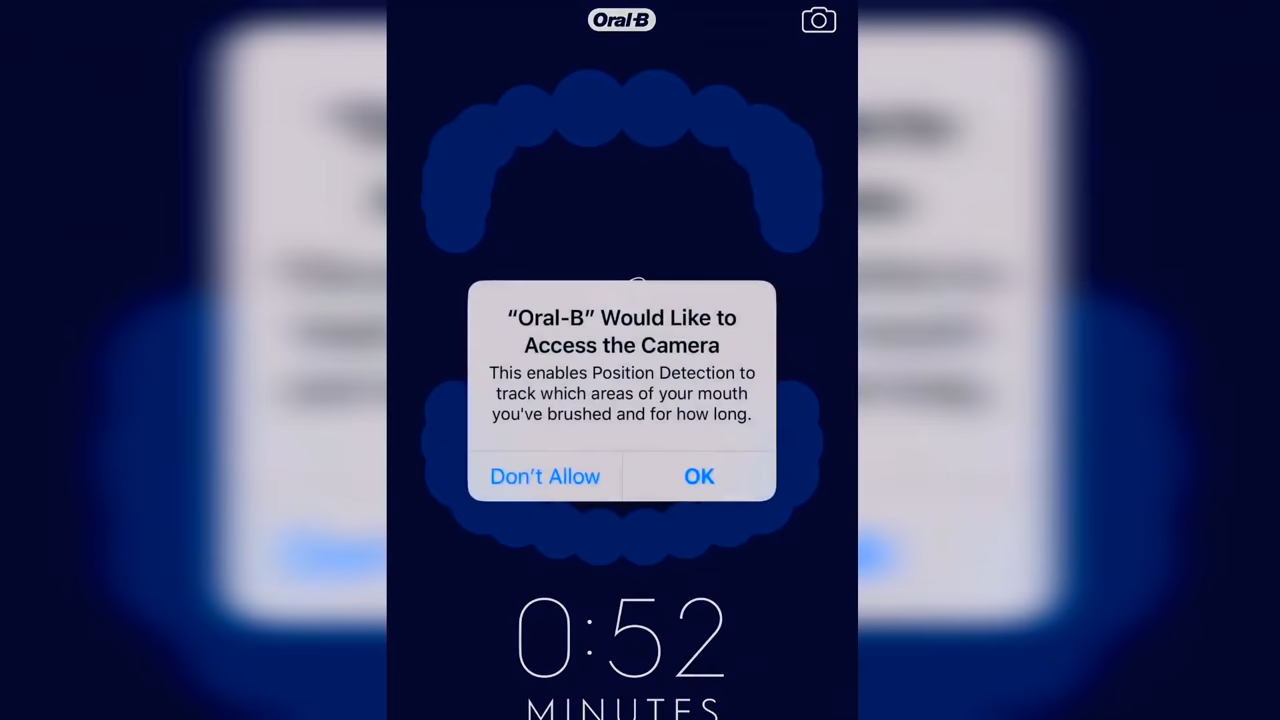 Oral-B
“Oral-B” Would Like to
Access the Camera
This enables Position Detection to
track which areas of your mouth
you've brushed and for how long.
Don’t Allow
OK
0:52
MINUTES